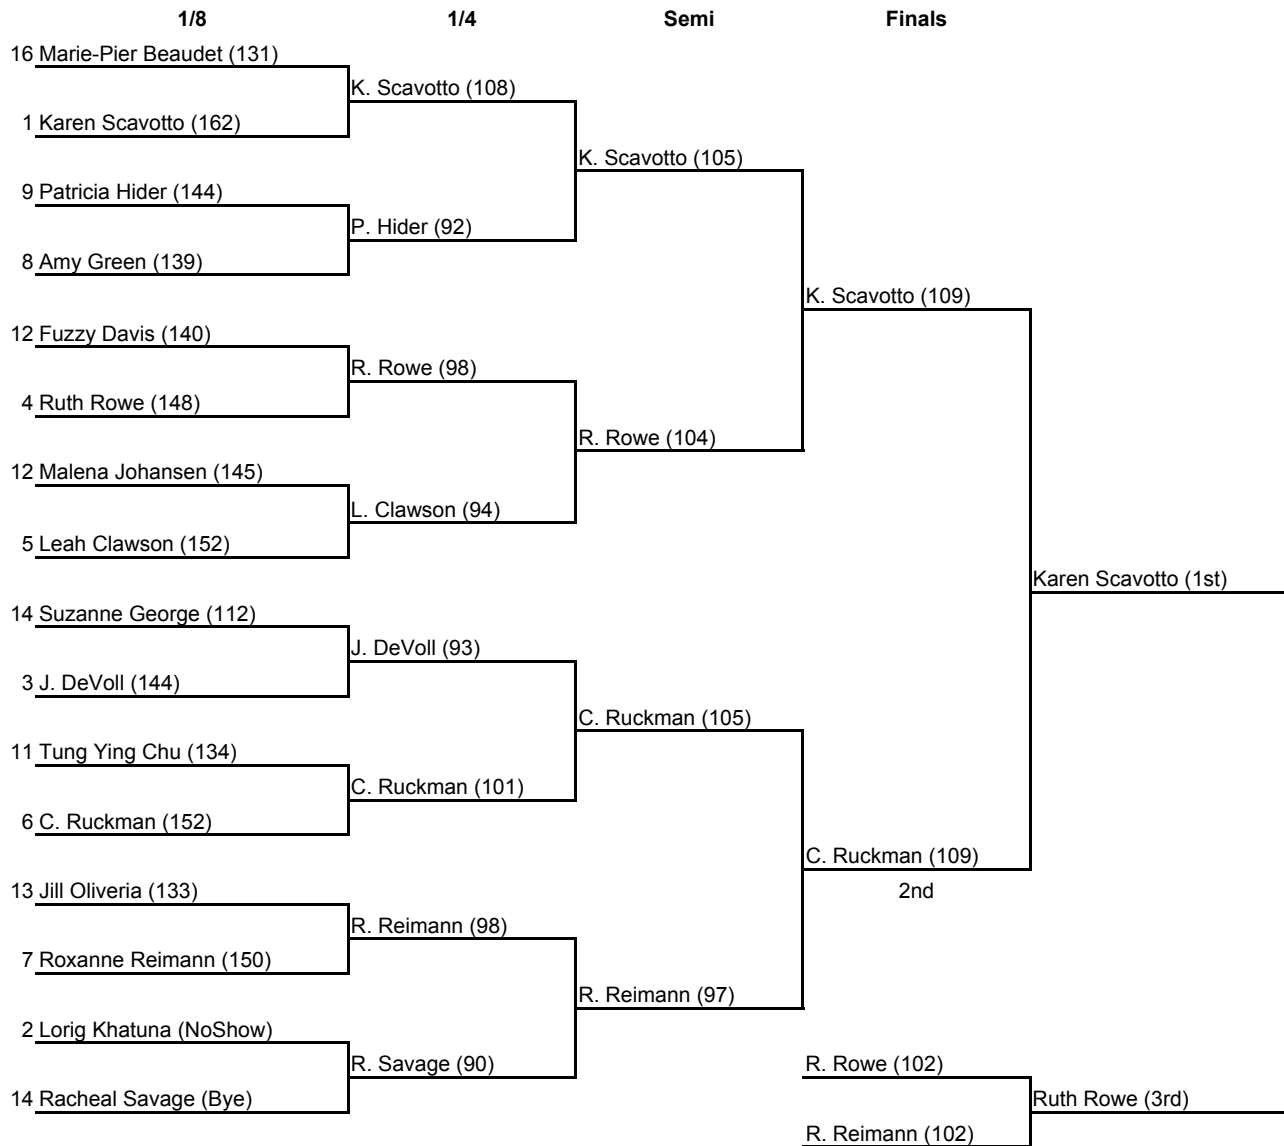 1/8 1/4 Semi Finals
16 Marie-Pier Beaudet (131)
K. Scavotto (108)
1 Karen Scavotto (162)
K. Scavotto (105)
9 Patricia Hider (144)
P. Hider (92)
8 Amy Green (139)
K. Scavotto (109)
12 Fuzzy Davis (140)
R. Rowe (98)
4 Ruth Rowe (148)
R. Rowe (104)
12 Malena Johansen (145)
L. Clawson (94)
5 Leah Clawson (152)
Karen Scavotto (1st)
14 Suzanne George (112)
J. DeVoll (93)
3 J. DeVoll (144)
C. Ruckman (105)
11 Tung Ying Chu (134)
C. Ruckman (101)
6 C. Ruckman (152)
C. Ruckman (109)
2nd
13 Jill Oliveria (133)
R. Reimann (98)
7 Roxanne Reimann (150)
R. Reimann (97)
2 Lorig Khatuna (NoShow)
R. Savage (90)
14 Racheal Savage (Bye)
R. Rowe (102)
Ruth Rowe (3rd)
R. Reimann (102)